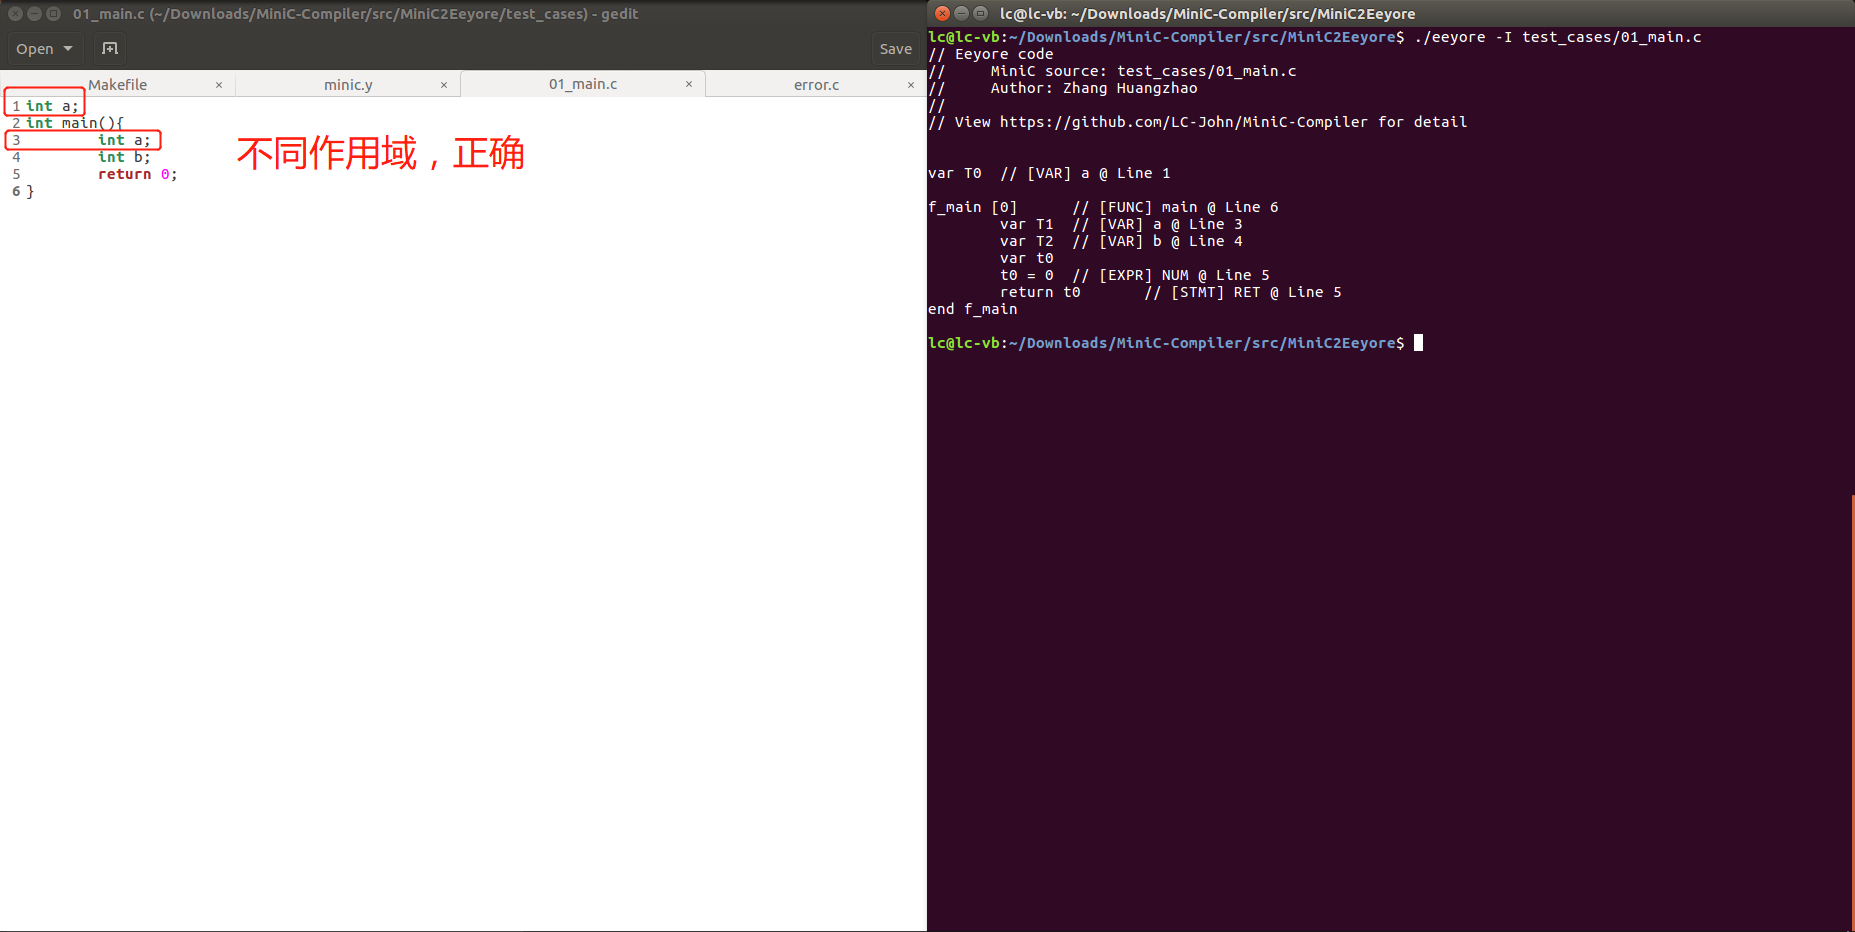 01_main.c (~/Downloads/MiniC-Compiler/src/MiniC2Eeyore/test_cases) - gedit
Open
Save
Makefile × minic.y × 01_main.c × error.c ×
1 int a;
2 int main(){
3 int a;
4 int b;
5 return 0;
6 }
不同作用域，正确
lc@lc-vb: ~/Downloads/MiniC-Compiler/src/MiniC2Eeyore
lc@lc-vb:~/Downloads/MiniC-Compiler/src/MiniC2Eeyore$ ./eeyore -I test_cases/01_main.c
// Eeyore code
//     MiniC source: test_cases/01_main.c
//     Author: Zhang Huangzhao
//
// View https://github.com/LC-John/MiniC-Compiler for detail
var T0  // [VAR] a @ Line 1
f_main [0]      // [FUNC] main @ Line 6
var T1  // [VAR] a @ Line 3
var T2  // [VAR] b @ Line 4
var t0
t0 = 0  // [EXPR] NUM @ Line 5
return t0       // [STMT] RET @ Line 5
end f_main
lc@lc-vb:~/Downloads/MiniC-Compiler/src/MiniC2Eeyore$